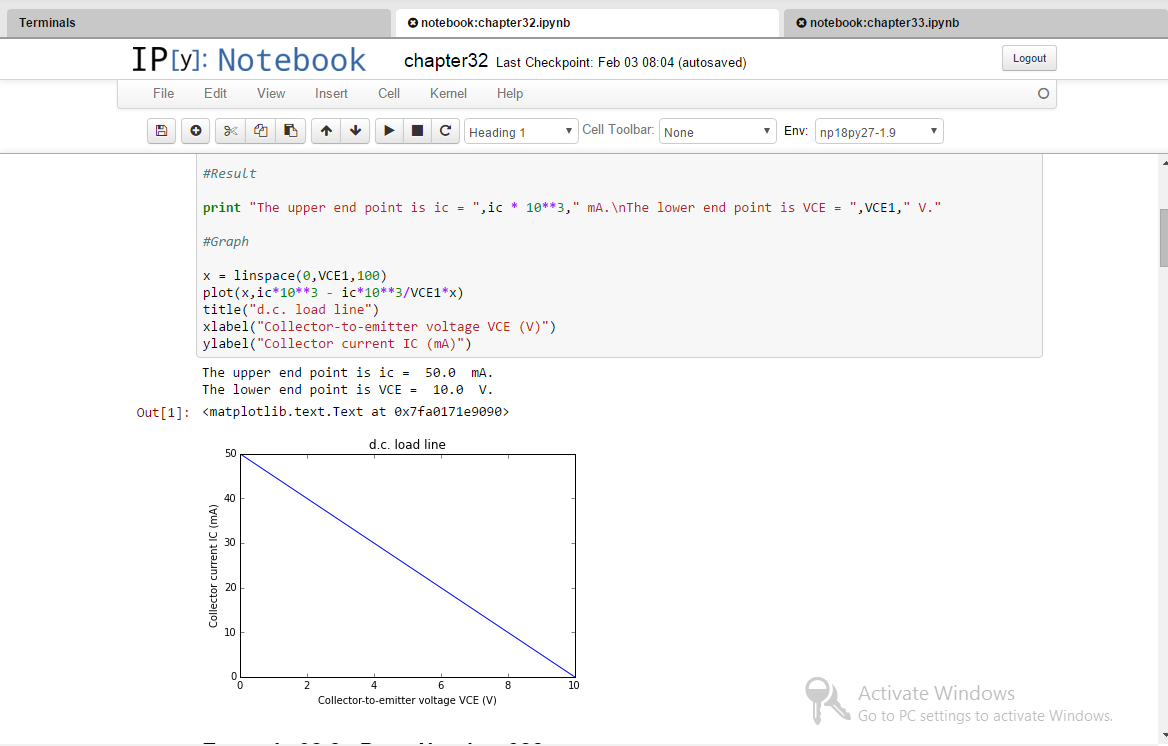 Terminals
notebook:chapter32.ipynb
notebook:chapter33.ipynb
IP[y]: Notebook
chapter32 Last Checkpoint: Feb 03 08:04 (autosaved)
Logout
File Edit View Insert Cell Kernel Help
Heading 1 Cell Toolbar: None Env: np18py27-1.9
#Result
print "The upper end point is ic = ",ic * 10**3," mA.\nThe lower end point is VCE = ",VCE1," V."
#Graph
x = linspace(0,VCE1,100)
plot(x,ic*10**3 - ic*10**3/VCE1*x)
title("d.c. load line")
xlabel("Collector-to-emitter voltage VCE (V)")
ylabel("Collector current IC (mA)")
The upper end point is ic =  50.0  mA.
The lower end point is VCE =  10.0  V.
Out[1]: <matplotlib.text.Text at 0x7fa0171e9090>
d.c. load line
50
40
30
20
10
0
Collector current IC (mA)
0 2 4 6 8 10
Collector-to-emitter voltage VCE (V)
Activate Windows
Go to PC settings to activate Windows.